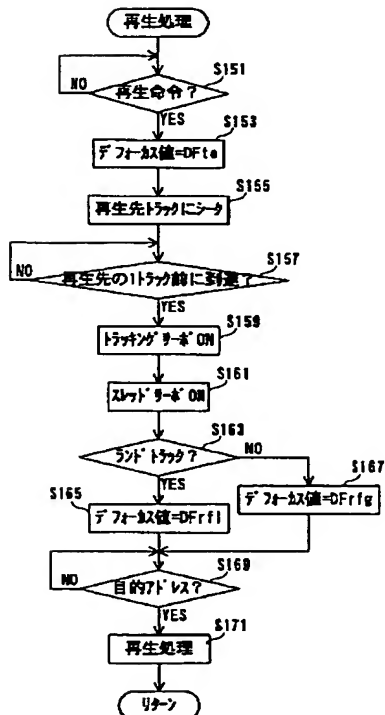 再生処理
S151
再生命令?
NO
YES
S153
デフォーカス値=DFte
S155
再生先トラックにシーク
S157
再生先の1トラック前に到達?
NO
YES
S159
トラッキングサーボON
S161
スレッドサーボON
S163
ランドトラック?
NO
YES
S165
デフォーカス値=DFrfl
S167
デフォーカス値=DFrfg
S169
目的アドレス?
NO
YES
S171
再生処理
リターン